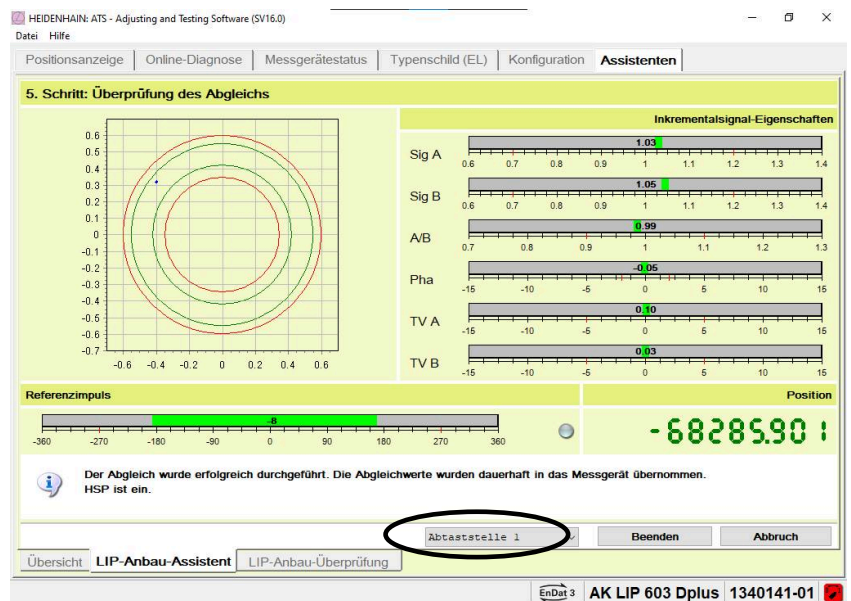 HEIDENHAIN: ATS - Adjusting and Testing Software (SV16.0)
Datei Hilfe
Positionsanzeige Online-Diagnose Messgerätestatus Typenschild (EL) Konfiguration Assistenten
5. Schritt: Überprüfung des Abgleichs
Inkrementalsignal-Eigenschaften
0.6
0.5
0.4
0.3
0.2
0.1
0
-0.1
-0.2
-0.3
-0.4
-0.5
-0.6
-0.7
-0.6 -0.4 -0.2 0 0.2 0.4 0.6
Sig A
1.03
0.6 0.7 0.8 0.9 1 1.1 1.2 1.3 1.4
Sig B
1.05
0.6 0.7 0.8 0.9 1 1.1 1.2 1.3 1.4
A/B
0.99
0.7 0.8 0.9 1 1.1 1.2 1.3
Pha
-0.05
-15 -10 -5 0 5 10 15
TV A
0.10
-15 -10 -5 0 5 10 15
TV B
0.03
-15 -10 -5 0 5 10 15
Referenzimpuls
-8
-360 -270 -180 -90 0 90 180 270 360
Position
-68285.901
Der Abgleich wurde erfolgreich durchgeführt. Die Abgleichwerte wurden dauerhaft in das Messgerät übernommen.
HSP ist ein.
Abtaststelle 1 Beenden Abbruch
Übersicht LIP-Anbau-Assistent LIP-Anbau-Überprüfung
EnDat 3 AK LIP 603 Dplus 1340141-01